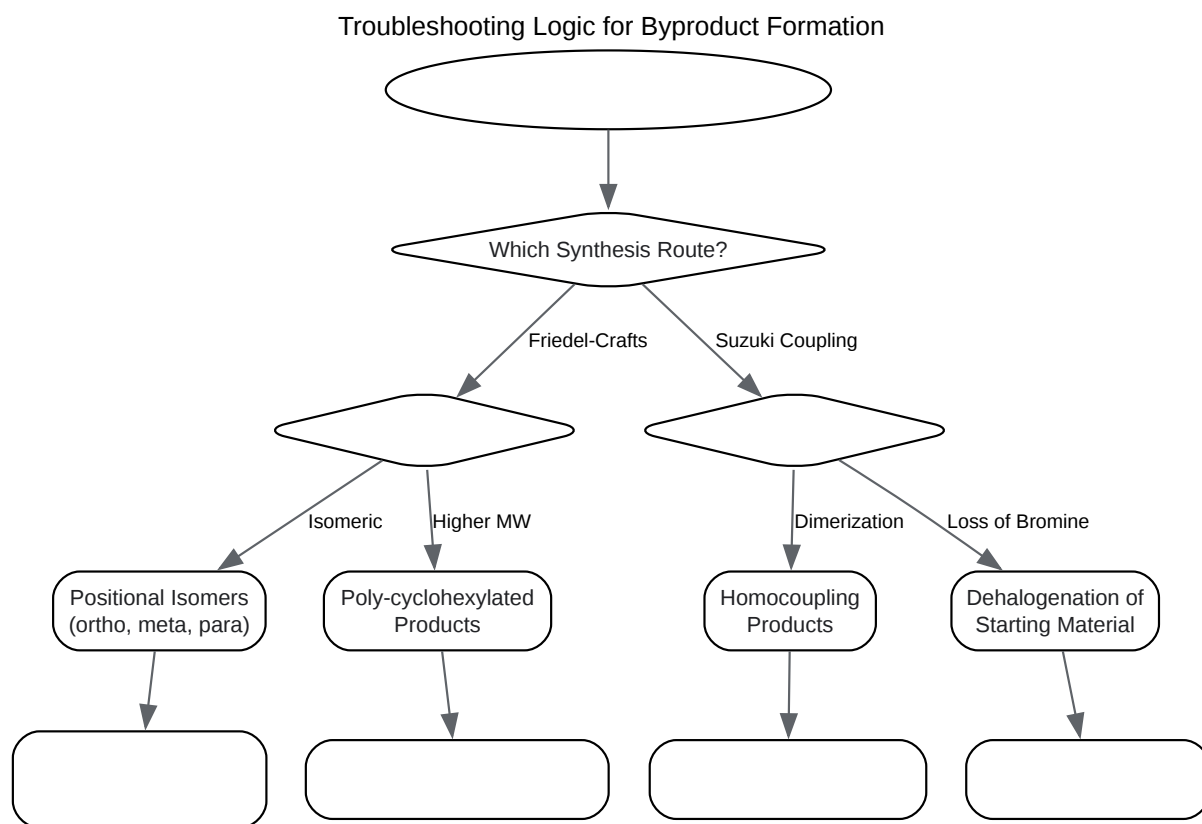 Troubleshooting Logic for Byproduct Formation
Which Synthesis Route?
Friedel-Crafts
Suzuki Coupling
Isomeric
Higher MW
Dimerization
Loss of Bromine
Positional Isomers
(ortho, meta, para)
Poly-cyclohexylated
Products
Homocoupling
Products
Dehalogenation of
Starting Material